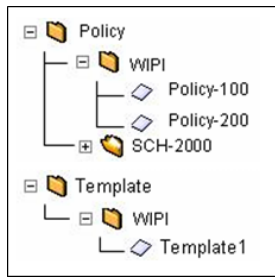 Policy
WIPI
Policy-100
Policy-200
SCH-2000
Template
WIPI
Template1